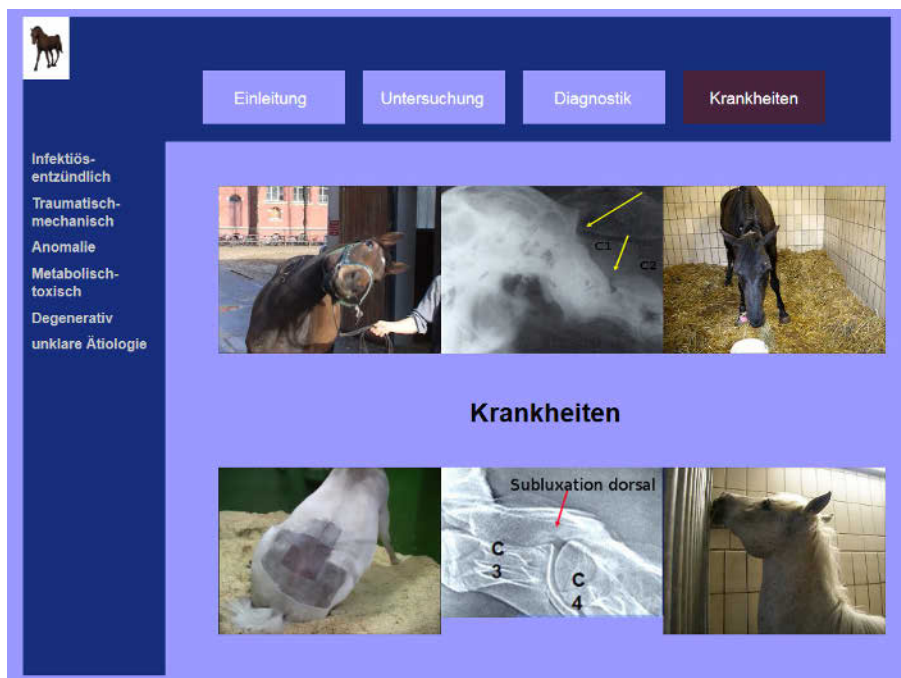 Einleitung
Untersuchung
Diagnostik
Krankheiten
Infektiös-
entzündlich
Traumatisch-
mechanisch
Anomalie
Metabolisch-
toxisch
Degenerativ
unklare Ätiologie
C1
C2
Krankheiten
Subluxation dorsal
C
3
C
4